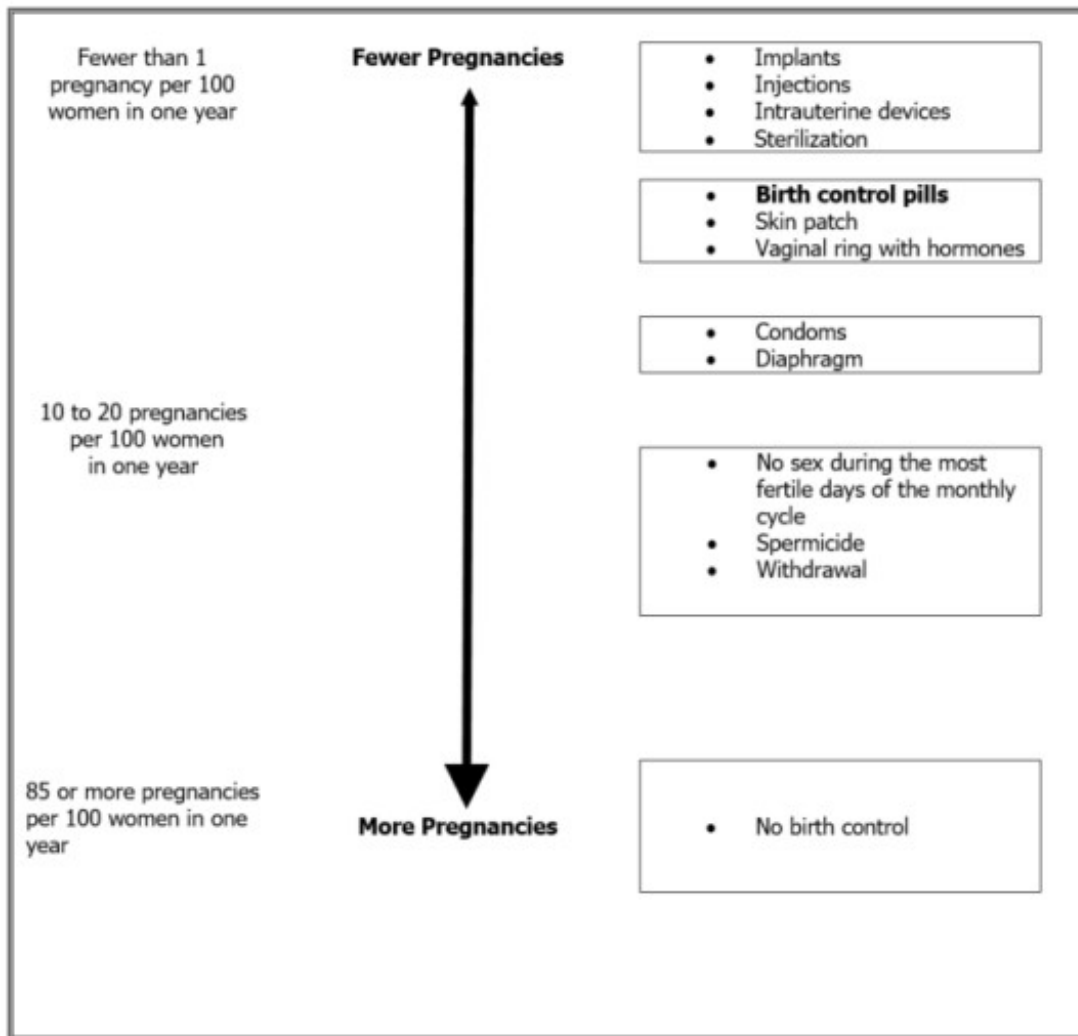 Fewer than 1
pregnancy per 100
women in one year
Fewer Pregnancies
• Implants
• Injections
• Intrauterine devices
• Sterilization
• Birth control pills
• Skin patch
• Vaginal ring with hormones
• Condoms
• Diaphragm
10 to 20 pregnancies
per 100 women
in one year
• No sex during the most
fertile days of the monthly
cycle
• Spermicide
• Withdrawal
85 or more pregnancies
per 100 women in one
year
More Pregnancies
• No birth control